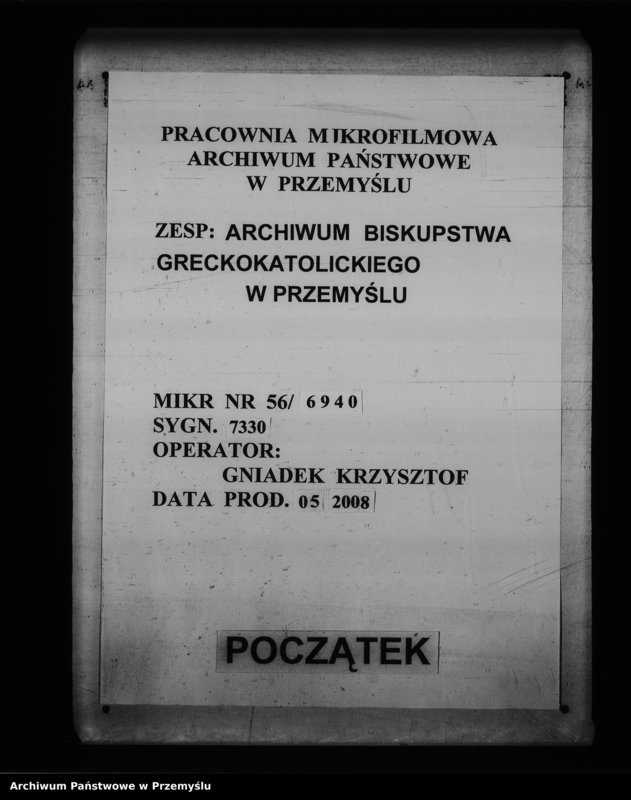 PRACOWNIA MIKROFILMOWA
ARCHIWUM PAŃSTWOWE
W PRZEMYŚLU
ZESP: ARCHIWUM BISKUPSTWA
GRECKOKATOLICKIEGO
W PRZEMYŚLU
MIKR NR 56/ 6940
SYGN. 7330
OPERATOR:
GNIADEK KRZYSZTOF
DATA PROD. 05 2008
POCZĄTEK
Archiwum Państwowe w Przemyślu